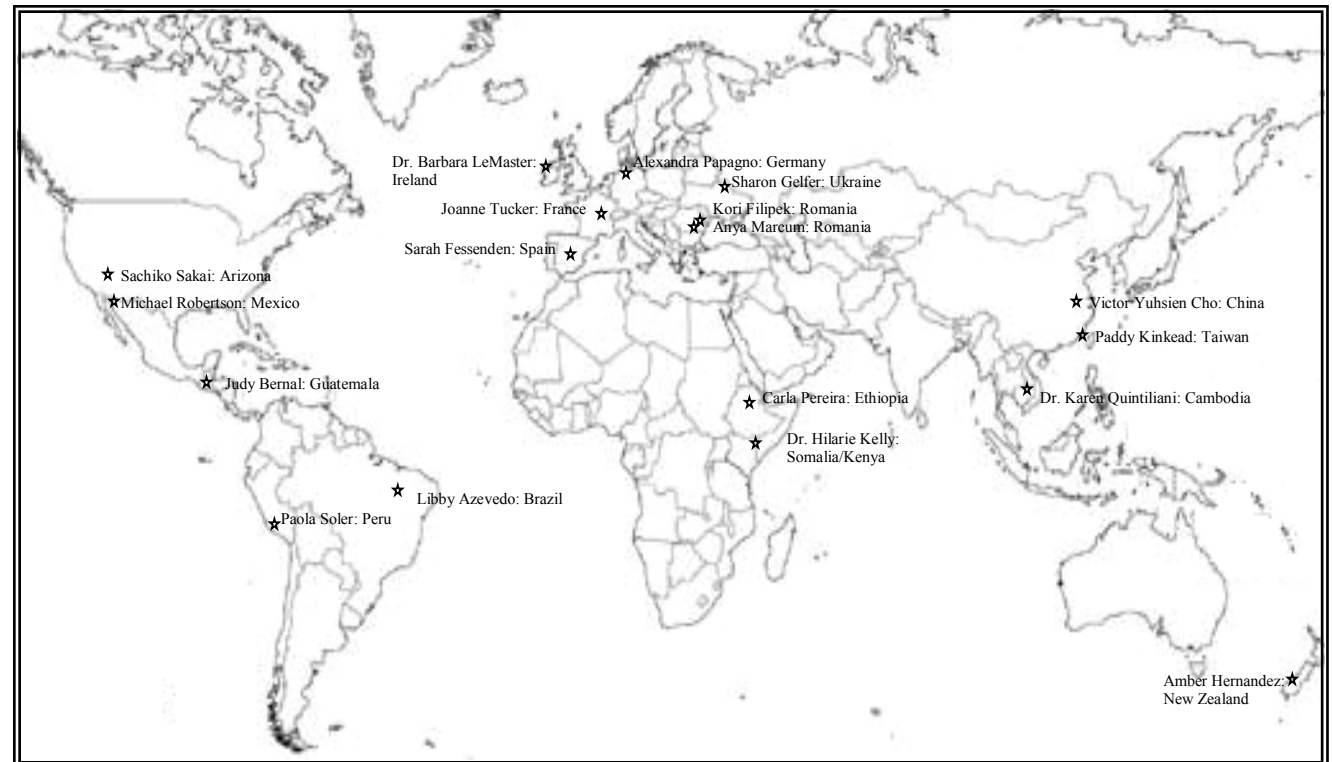 Dr. Barbara LeMaster:
Ireland
Alexandra Papagno: Germany
Sharon Gelfer: Ukraine
Joanne Tucker: France
Kori Filipek: Romania
Anya Marcum: Romania
Sarah Fessenden: Spain
Sachiko Sakai: Arizona
Michael Robertson: Mexico
Victor Yuhsien Cho: China
Paddy Kinkead: Taiwan
Judy Bernal: Guatemala
Carla Pereira: Ethiopia
Dr. Karen Quintiliani: Cambodia
Dr. Hilarie Kelly:
Somalia/Kenya
Libby Azevedo: Brazil
Paola Soler: Peru
Amber Hernandez:
New Zealand